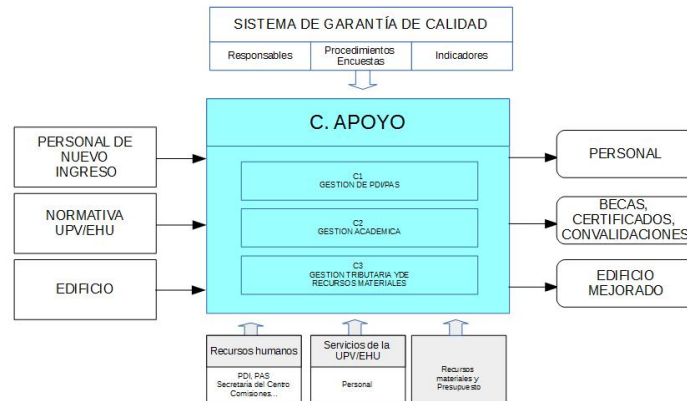 SISTEMA DE GARANTÍA DE CALIDAD
Responsables
Procedimientos
Encuestas
Indicadores
C. APOYO
PERSONAL DE
NUEVO
INGRESO
NORMATIVA
UPV/EHU
EDIFICIO
C1
GESTION DE PDI/PAS
C2
GESTION ACADEMICA
C3
GESTION TRIBUTARIA YDE
RECURSOS MATERIALES
PERSONAL
BECAS,
CERTIFICADOS,
CONVALIDACIONES
EDIFICIO
MEJORADO
Recursos humanos
PDI, PAS
Secretaria del Centro
Comisiones...
Servicios de la
UPV/EHU
Personal
Recursos
materiales y
Presupuesto